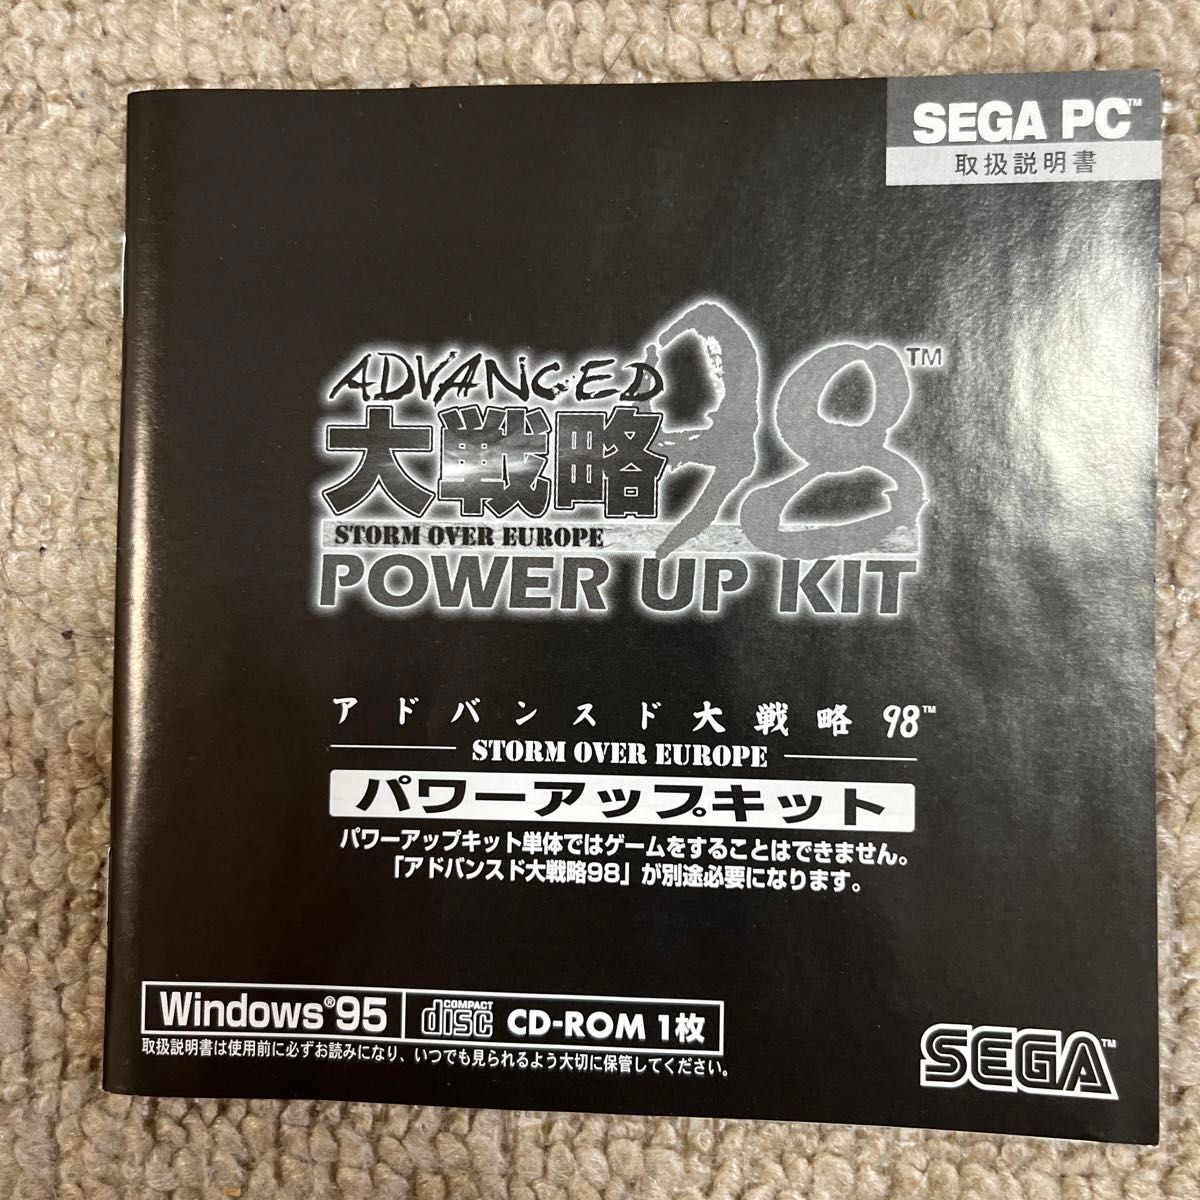 SEGA PC™
取扱説明書
ADVANCED
大戦略98™
STORM OVER EUROPE
POWER UP KIT
アドバンスド大戦略98™
STORM OVER EUROPE
パワーアップキット
パワーアップキット単体ではゲームをすることはできません。
「アドバンスド大戦略98」が別途必要になります。
Windows®95 COMPACT disc CD-ROM 1枚
取扱説明書は使用前に必ずお読みになり、いつでも見られるよう大切に保管してください。
SEGA™